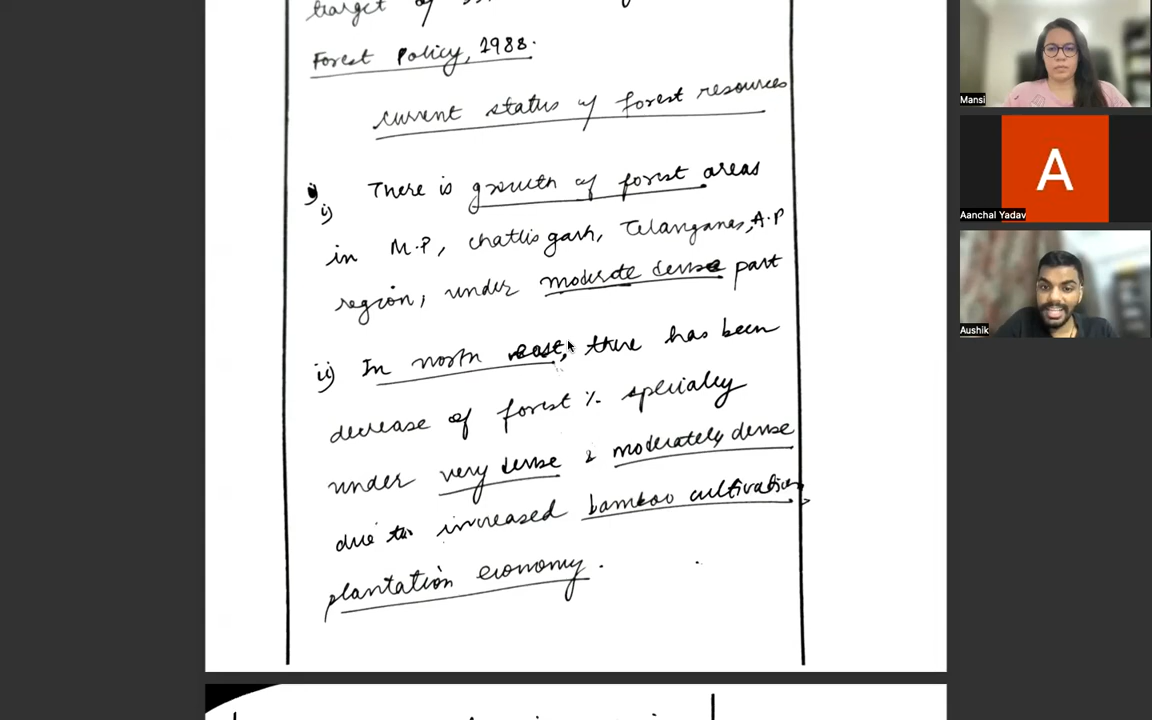 target of
Forest Policy, 1988.
current status of forest resources
i) There is growth of forest areas
in M.P, chattisgarh, Telangana, A.P
region, under moderate dense part
ii) In north east, there has been
decrease of forest % specially
under very dense & moderately dense
due to increased bamboo cultivation,
plantation economy.
Mansi
A
Aanchal Yadav
Aushik